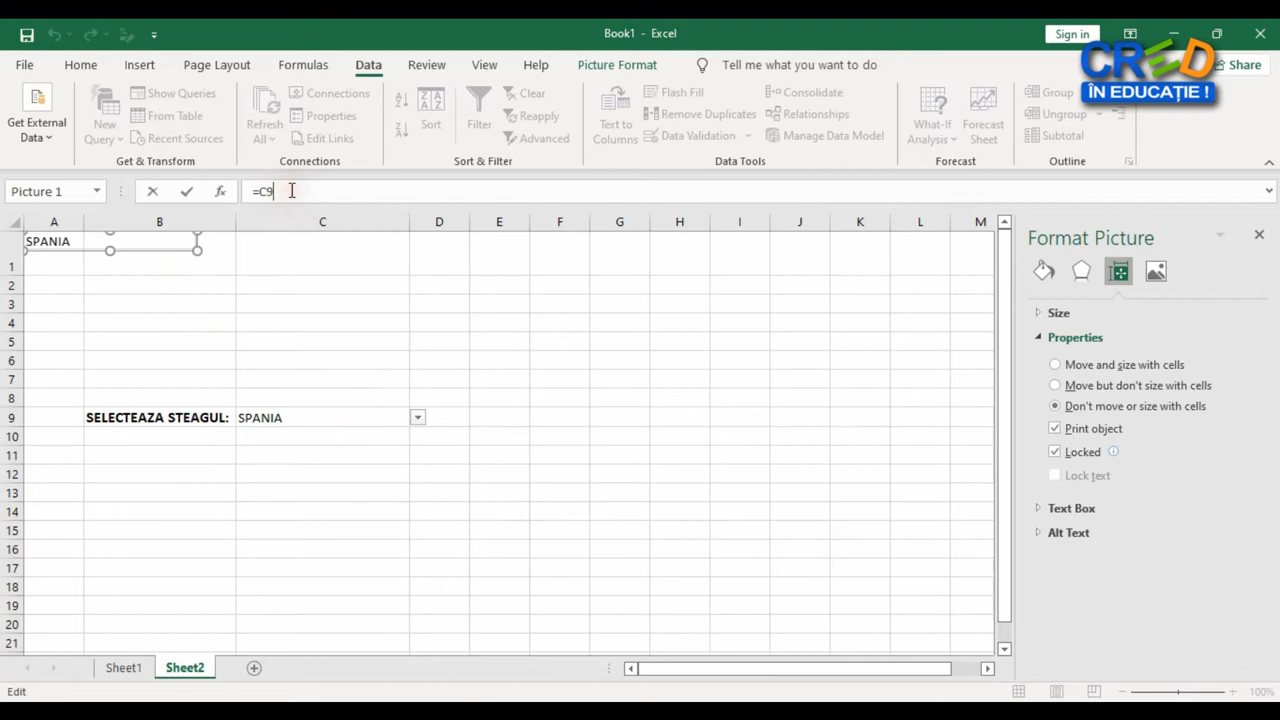 Book1 - Excel
Sign in
File Home Insert Page Layout Formulas Data Review View Help Picture Format Tell me what you want to do Share
CRED
ÎN EDUCAȚIE !
Get External Data
New Query
Show Queries
From Table
Recent Sources
Get & Transform
Refresh All
Connections
Properties
Edit Links
Connections
Sort
Filter
Clear
Reapply
Advanced
Sort & Filter
Text to Columns
Flash Fill
Remove Duplicates
Data Validation
Consolidate
Relationships
Manage Data Model
Data Tools
What-If Analysis
Forecast Sheet
Forecast
Group
Ungroup
Subtotal
Outline
Picture 1 fx =C9
A B C D E F G H I J K L M
SPANIA
1
2
3
4
5
6
7
8
9 SELECTEAZA STEAGUL: SPANIA
10
11
12
13
14
15
16
17
18
19
20
21
Format Picture
Size
Properties
Move and size with cells
Move but don't size with cells
Don't move or size with cells
Print object
Locked
Lock text
Text Box
Alt Text
Sheet1 Sheet2
Edit 100%